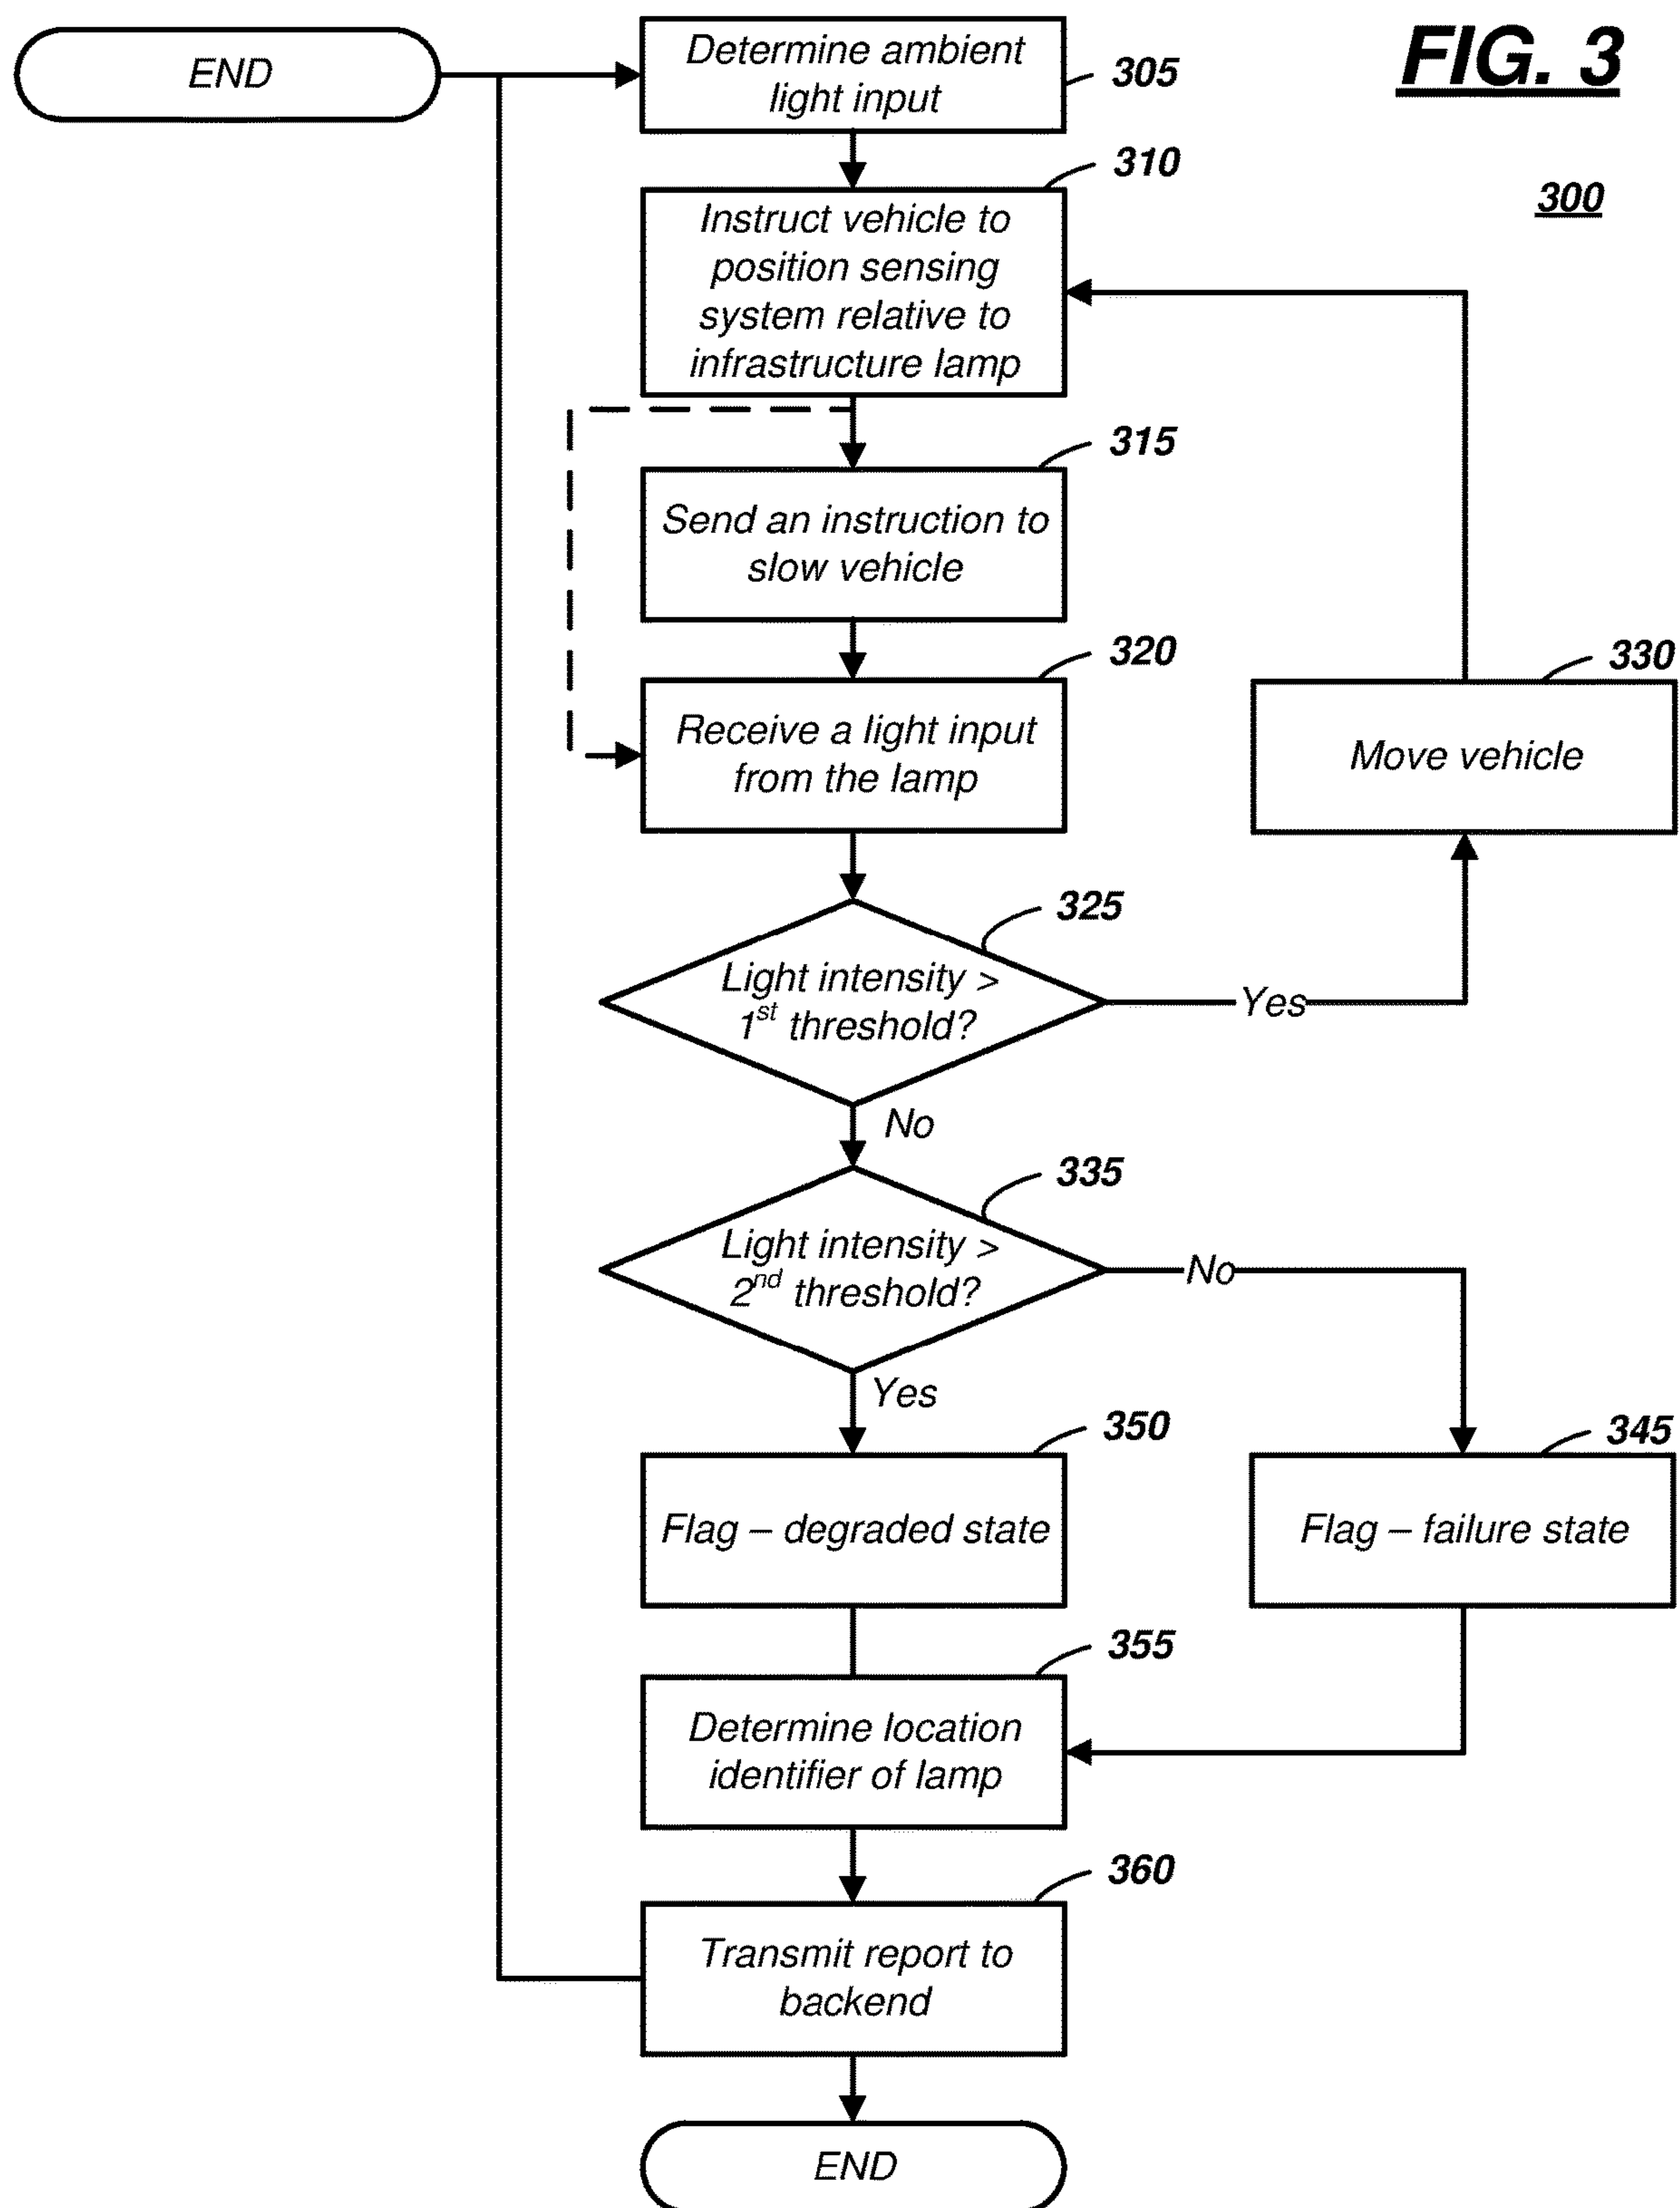 FIG. 3
300
END
Determine ambient
light input
305
310
Instruct vehicle to
position sensing
system relative to
infrastructure lamp
315
Send an instruction to
slow vehicle
320
Receive a light input
from the lamp
330
Move vehicle
325
Light intensity >
1st threshold?
Yes
No
335
Light intensity >
2nd threshold?
No
Yes
350
Flag – degraded state
345
Flag – failure state
355
Determine location
identifier of lamp
360
Transmit report to
backend
END